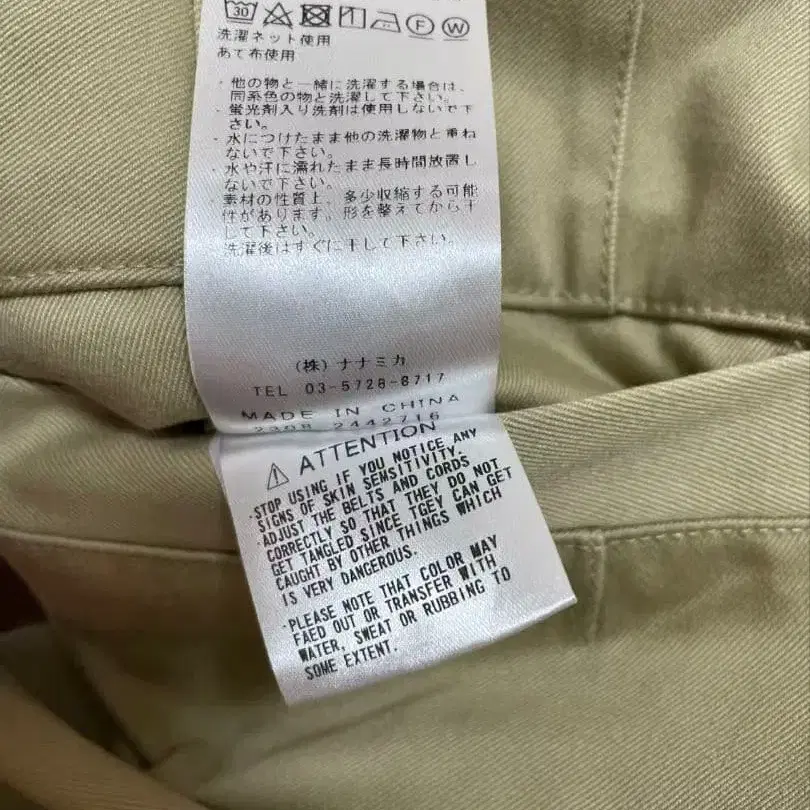 30
F
W
洗濯ネット使用
あて布使用
・他の物と一緒に洗濯する場合は、
同系色の物と洗濯して下さい。
・蛍光剤入り洗剤は使用しないで下
さい。
・水につけたまま他の洗濯物と重ね
ないで下さい。
・水や汗に濡れたまま長時間放置し
ないで下さい。
・素材の性質上、多少収縮する可能
性があります。形を整えてから干
して下さい。
洗濯後はすぐに干して下さい。
(株) ナナミカ
TEL 03-5728-6717
MADE IN CHINA
2308 2442716
ATTENTION
・STOP USING IF YOU NOTICE ANY
SIGNS OF SKIN SENSITIVITY.
・ADJUST THE BELTS AND CORDS
CORRECTLY SO THAT THEY DO NOT
GET TANGLED SINCE TGEY CAN GET
CAUGHT BY OTHER THINGS WHICH
IS VERY DANGEROUS.
・PLEASE NOTE THAT COLOR MAY
FAED OUT OR TRANSFER WITH
WATER, SWEAT OR RUBBING TO
SOME EXTENT.